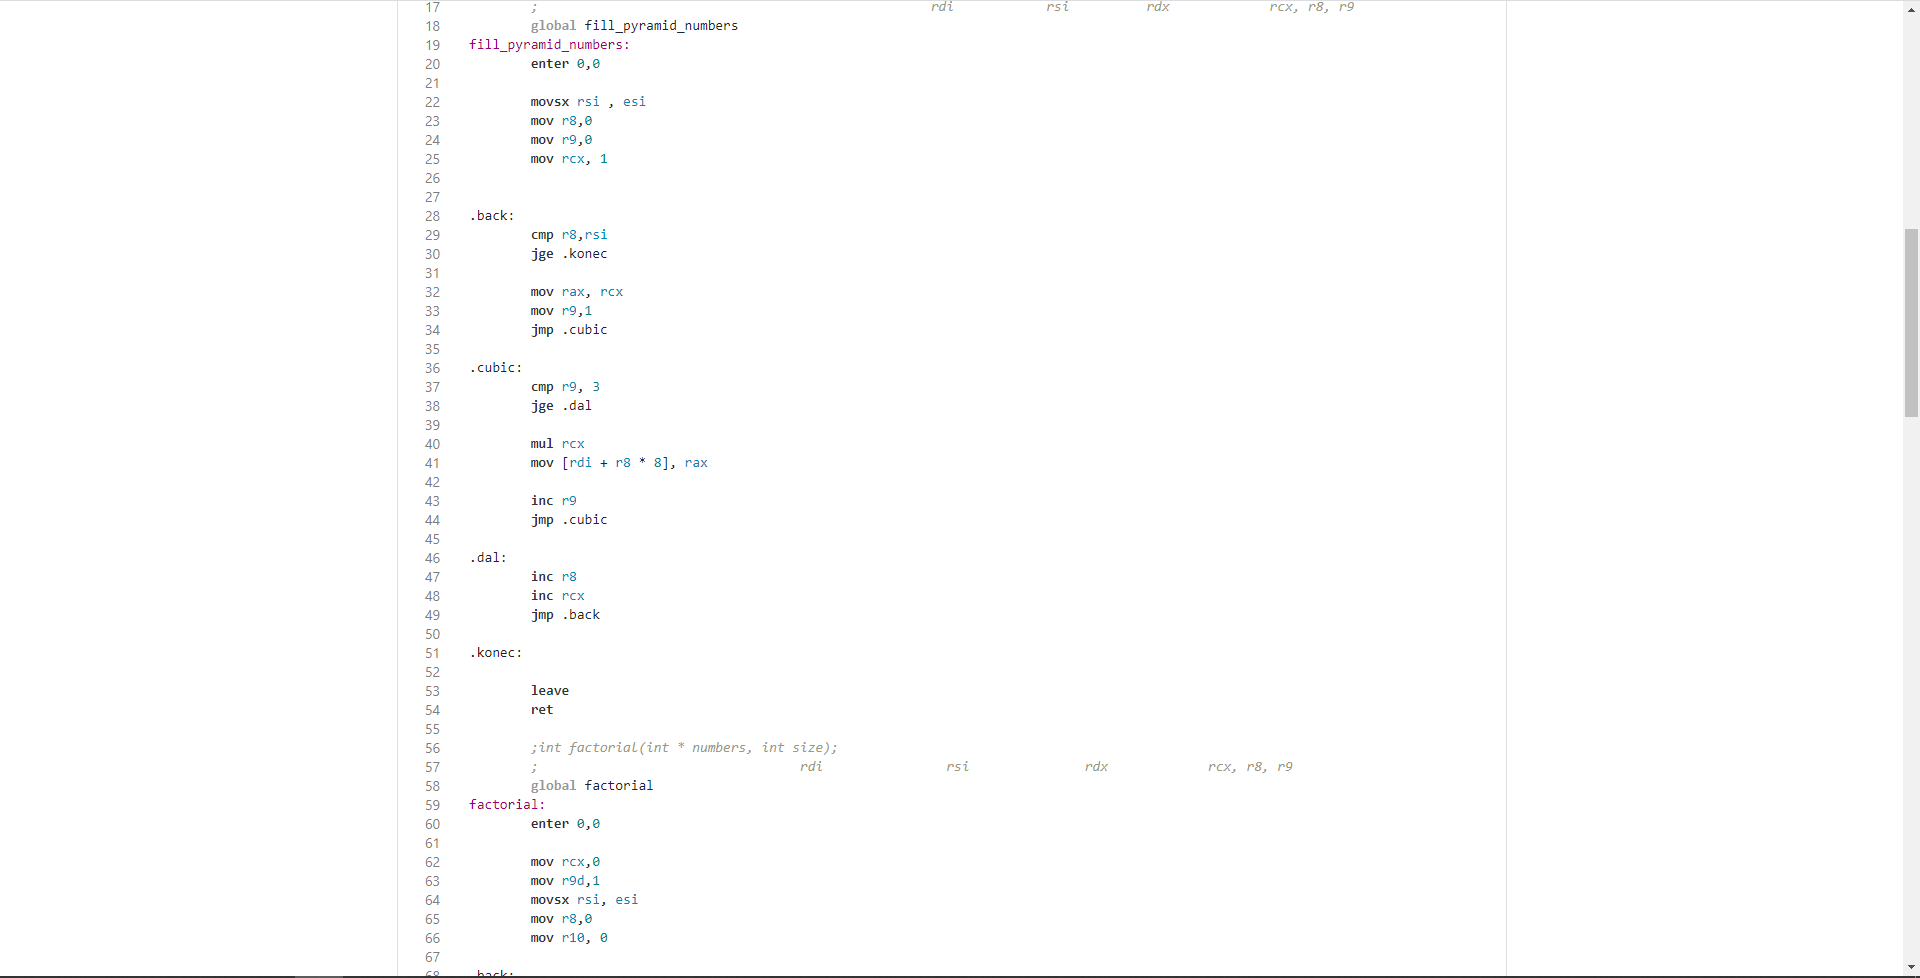 17 ; rdi rsi rdx rcx, r8, r9
18 global fill_pyramid_numbers
19 fill_pyramid_numbers:
20 enter 0,0
21
22 movsx rsi , esi
23 mov r8,0
24 mov r9,0
25 mov rcx, 1
26
27
28 .back:
29 cmp r8,rsi
30 jge .konec
31
32 mov rax, rcx
33 mov r9,1
34 jmp .cubic
35
36 .cubic:
37 cmp r9, 3
38 jge .dal
39
40 mul rcx
41 mov [rdi + r8 * 8], rax
42
43 inc r9
44 jmp .cubic
45
46 .dal:
47 inc r8
48 inc rcx
49 jmp .back
50
51 .konec:
52
53 leave
54 ret
55
56 ;int factorial(int * numbers, int size);
57 ; rdi rsi rdx rcx, r8, r9
58 global factorial
59 factorial:
60 enter 0,0
61
62 mov rcx,0
63 mov r9d,1
64 movsx rsi, esi
65 mov r8,0
66 mov r10, 0
67
68 .back: